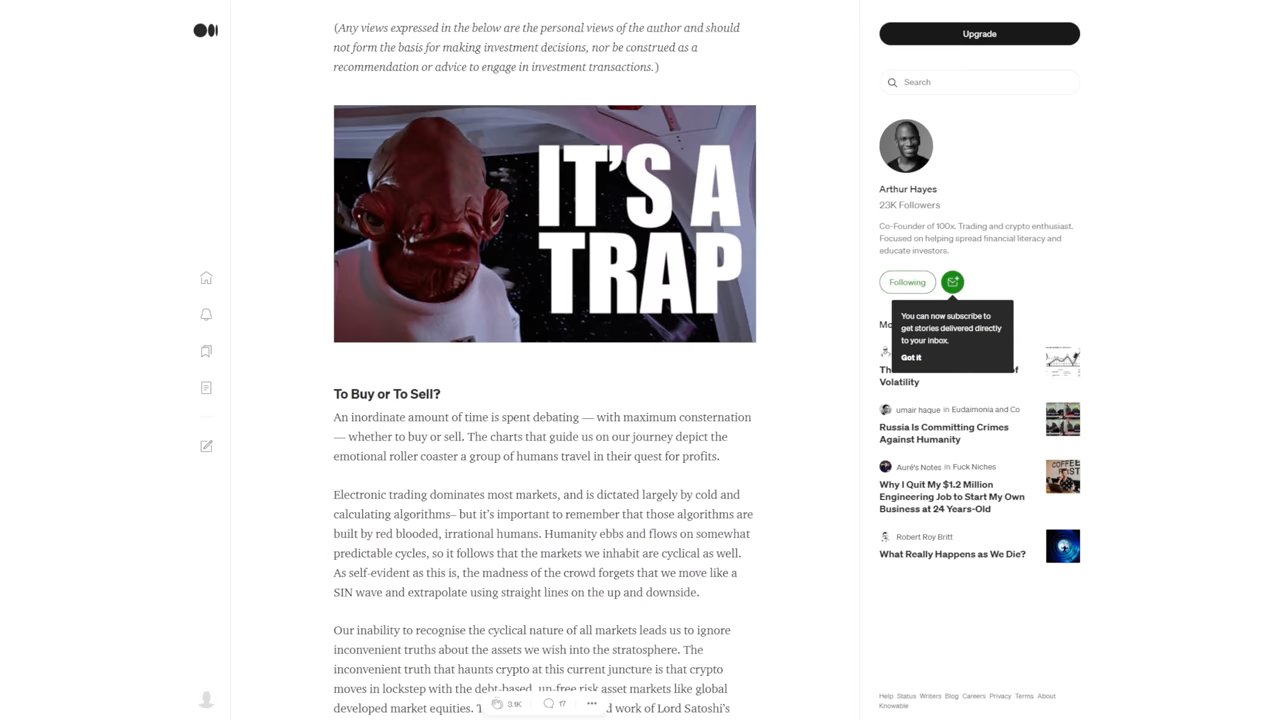 (Any views expressed in the below are the personal views of the author and should
not form the basis for making investment decisions, nor be construed as a
recommendation or advice to engage in investment transactions.)
IT'S A
TRAP
To Buy or To Sell?
An inordinate amount of time is spent debating — with maximum consternation
— whether to buy or sell. The charts that guide us on our journey depict the
emotional roller coaster a group of humans travel in their quest for profits.
Electronic trading dominates most markets, and is dictated largely by cold and
calculating algorithms– but it's important to remember that those algorithms are
built by red blooded, irrational humans. Humanity ebbs and flows on somewhat
predictable cycles, so it follows that the markets we inhabit are cyclical as well.
As self-evident as this is, the madness of the crowd forgets that we move like a
SIN wave and extrapolate using straight lines on the up and downside.
Our inability to recognise the cyclical nature of all markets leads us to ignore
inconvenient truths about the assets we wish into the stratosphere. The
inconvenient truth that haunts crypto at this current juncture is that crypto
moves in lockstep with the debt-based, un-free risk asset markets like global
developed market equities. T
d work of Lord Satoshi's
3.1K
17
Upgrade
Search
Arthur Hayes
23K Followers
Co-Founder of 100x. Trading and crypto enthusiast.
Focused on helping spread financial literacy and
educate investors.
Following
You can now subscribe to
get stories delivered directly
to your inbox.
Got it
Mo
Th
of
Volatility
umair haque in Eudaimonia and Co
Russia Is Committing Crimes
Against Humanity
Auré's Notes in Fuck Niches
Why I Quit My $1.2 Million
Engineering Job to Start My Own
Business at 24 Years-Old
COFFEE
Robert Roy Britt
What Really Happens as We Die?
Help Status Writers Blog Careers Privacy Terms About
Knowable